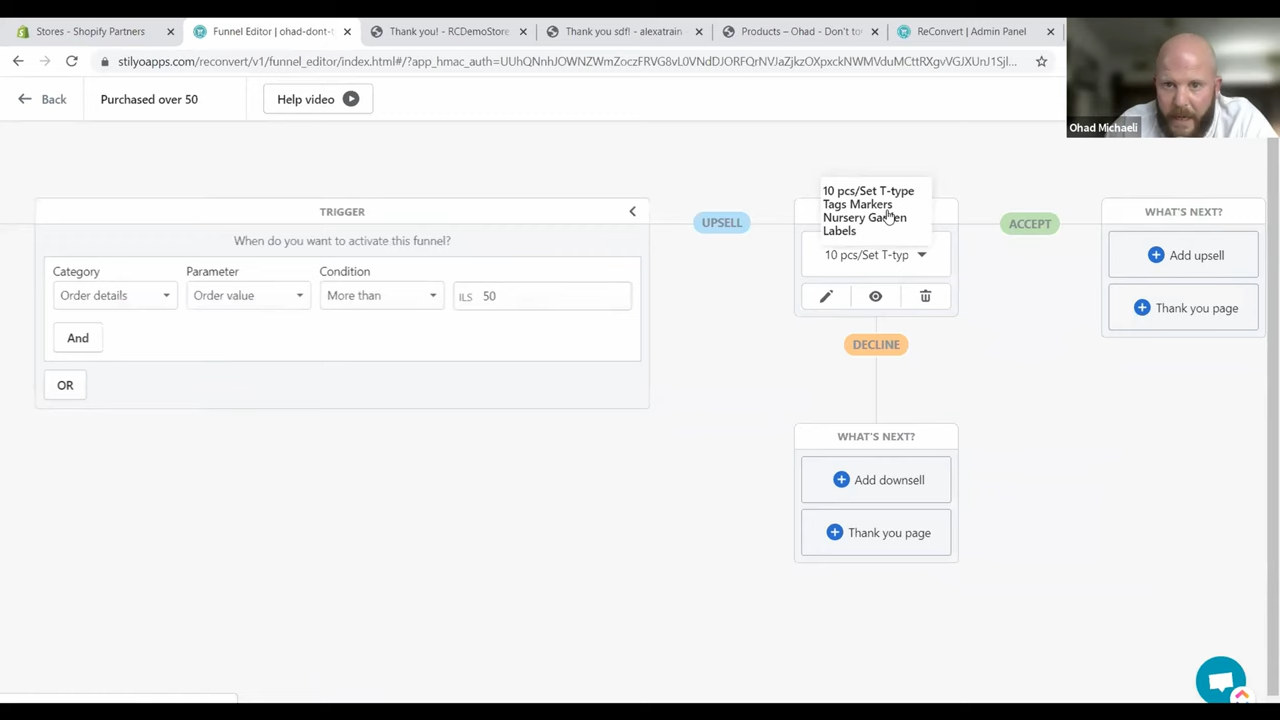 Stores - Shopify Partners
Funnel Editor | ohad-dont-
Thank you! - RCDemoStore
Thank you sdf! - alexatrain
Products – Ohad - Don't to
ReConvert | Admin Panel
stilyoapps.com/reconvert/v1/funnel_editor/index.html#/?app_hmac_auth=
Back
Purchased over 50
Help video
Ohad Michaeli
TRIGGER
When do you want to activate this funnel?
Category
Parameter
Condition
Order details
Order value
More than
ILS 50
And
OR
UPSELL
10 pcs/Set T-type
Tags Markers
Nursery Garden
Labels
10 pcs/Set T-typ
DECLINE
WHAT'S NEXT?
Add downsell
Thank you page
ACCEPT
WHAT'S NEXT?
Add upsell
Thank you page